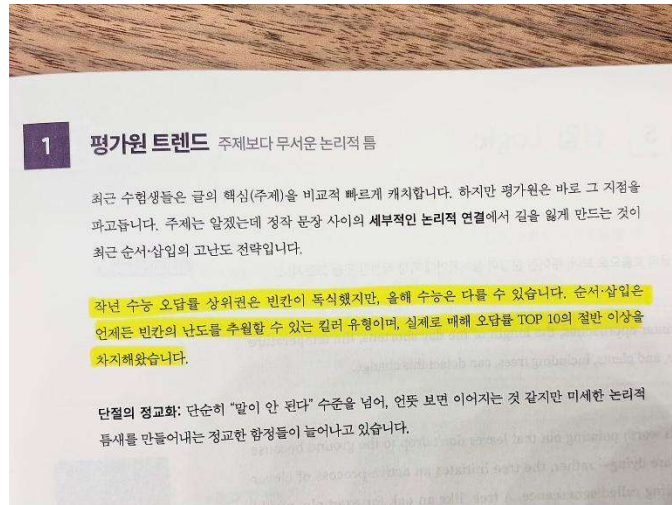 1 평가원 트렌드 주제보다 무서운 논리적 틈
최근 수험생들은 글의 핵심(주제)을 비교적 빠르게 캐치합니다. 하지만 평가원은 바로 그 지점을
파고듭니다. 주제는 알겠는데 정작 문장 사이의 세부적인 논리적 연결에서 길을 잃게 만드는 것이
최근 순서·삽입의 고난도 전략입니다.
작년 수능 오답률 상위권은 빈칸이 독식했지만, 올해 수능은 다를 수 있습니다. 순서·삽입은
언제든 빈칸의 난도를 추월할 수 있는 킬러 유형이며, 실제로 매해 오답률 TOP 10의 절반 이상을
차지해왔습니다.
단절의 정교화: 단순히 “말이 안 된다” 수준을 넘어, 언뜻 보면 이어지는 것 같지만 미세한 논리적
틈새를 만들어내는 정교한 함정들이 늘어나고 있습니다.